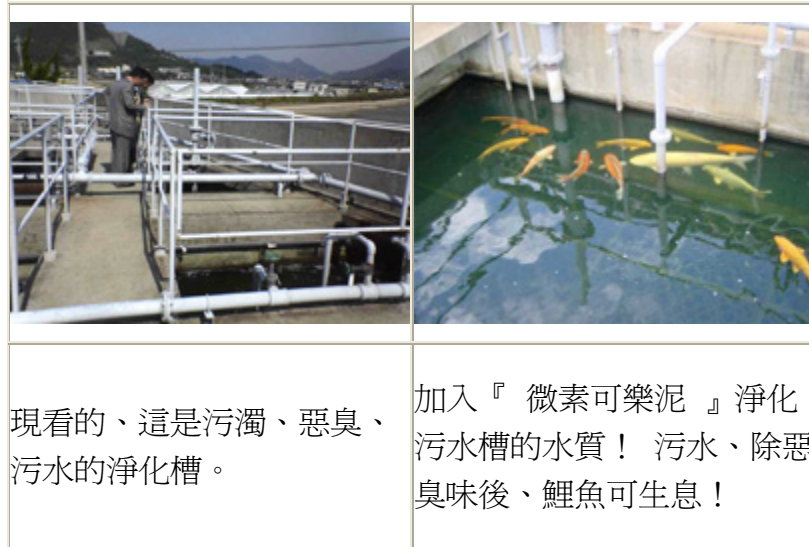 現看的、這是污濁、惡臭、
污水的淨化槽。
加入『 微素可樂泥 』淨化
污水槽的水質！ 污水、除惡
臭味後、鯉魚可生息！